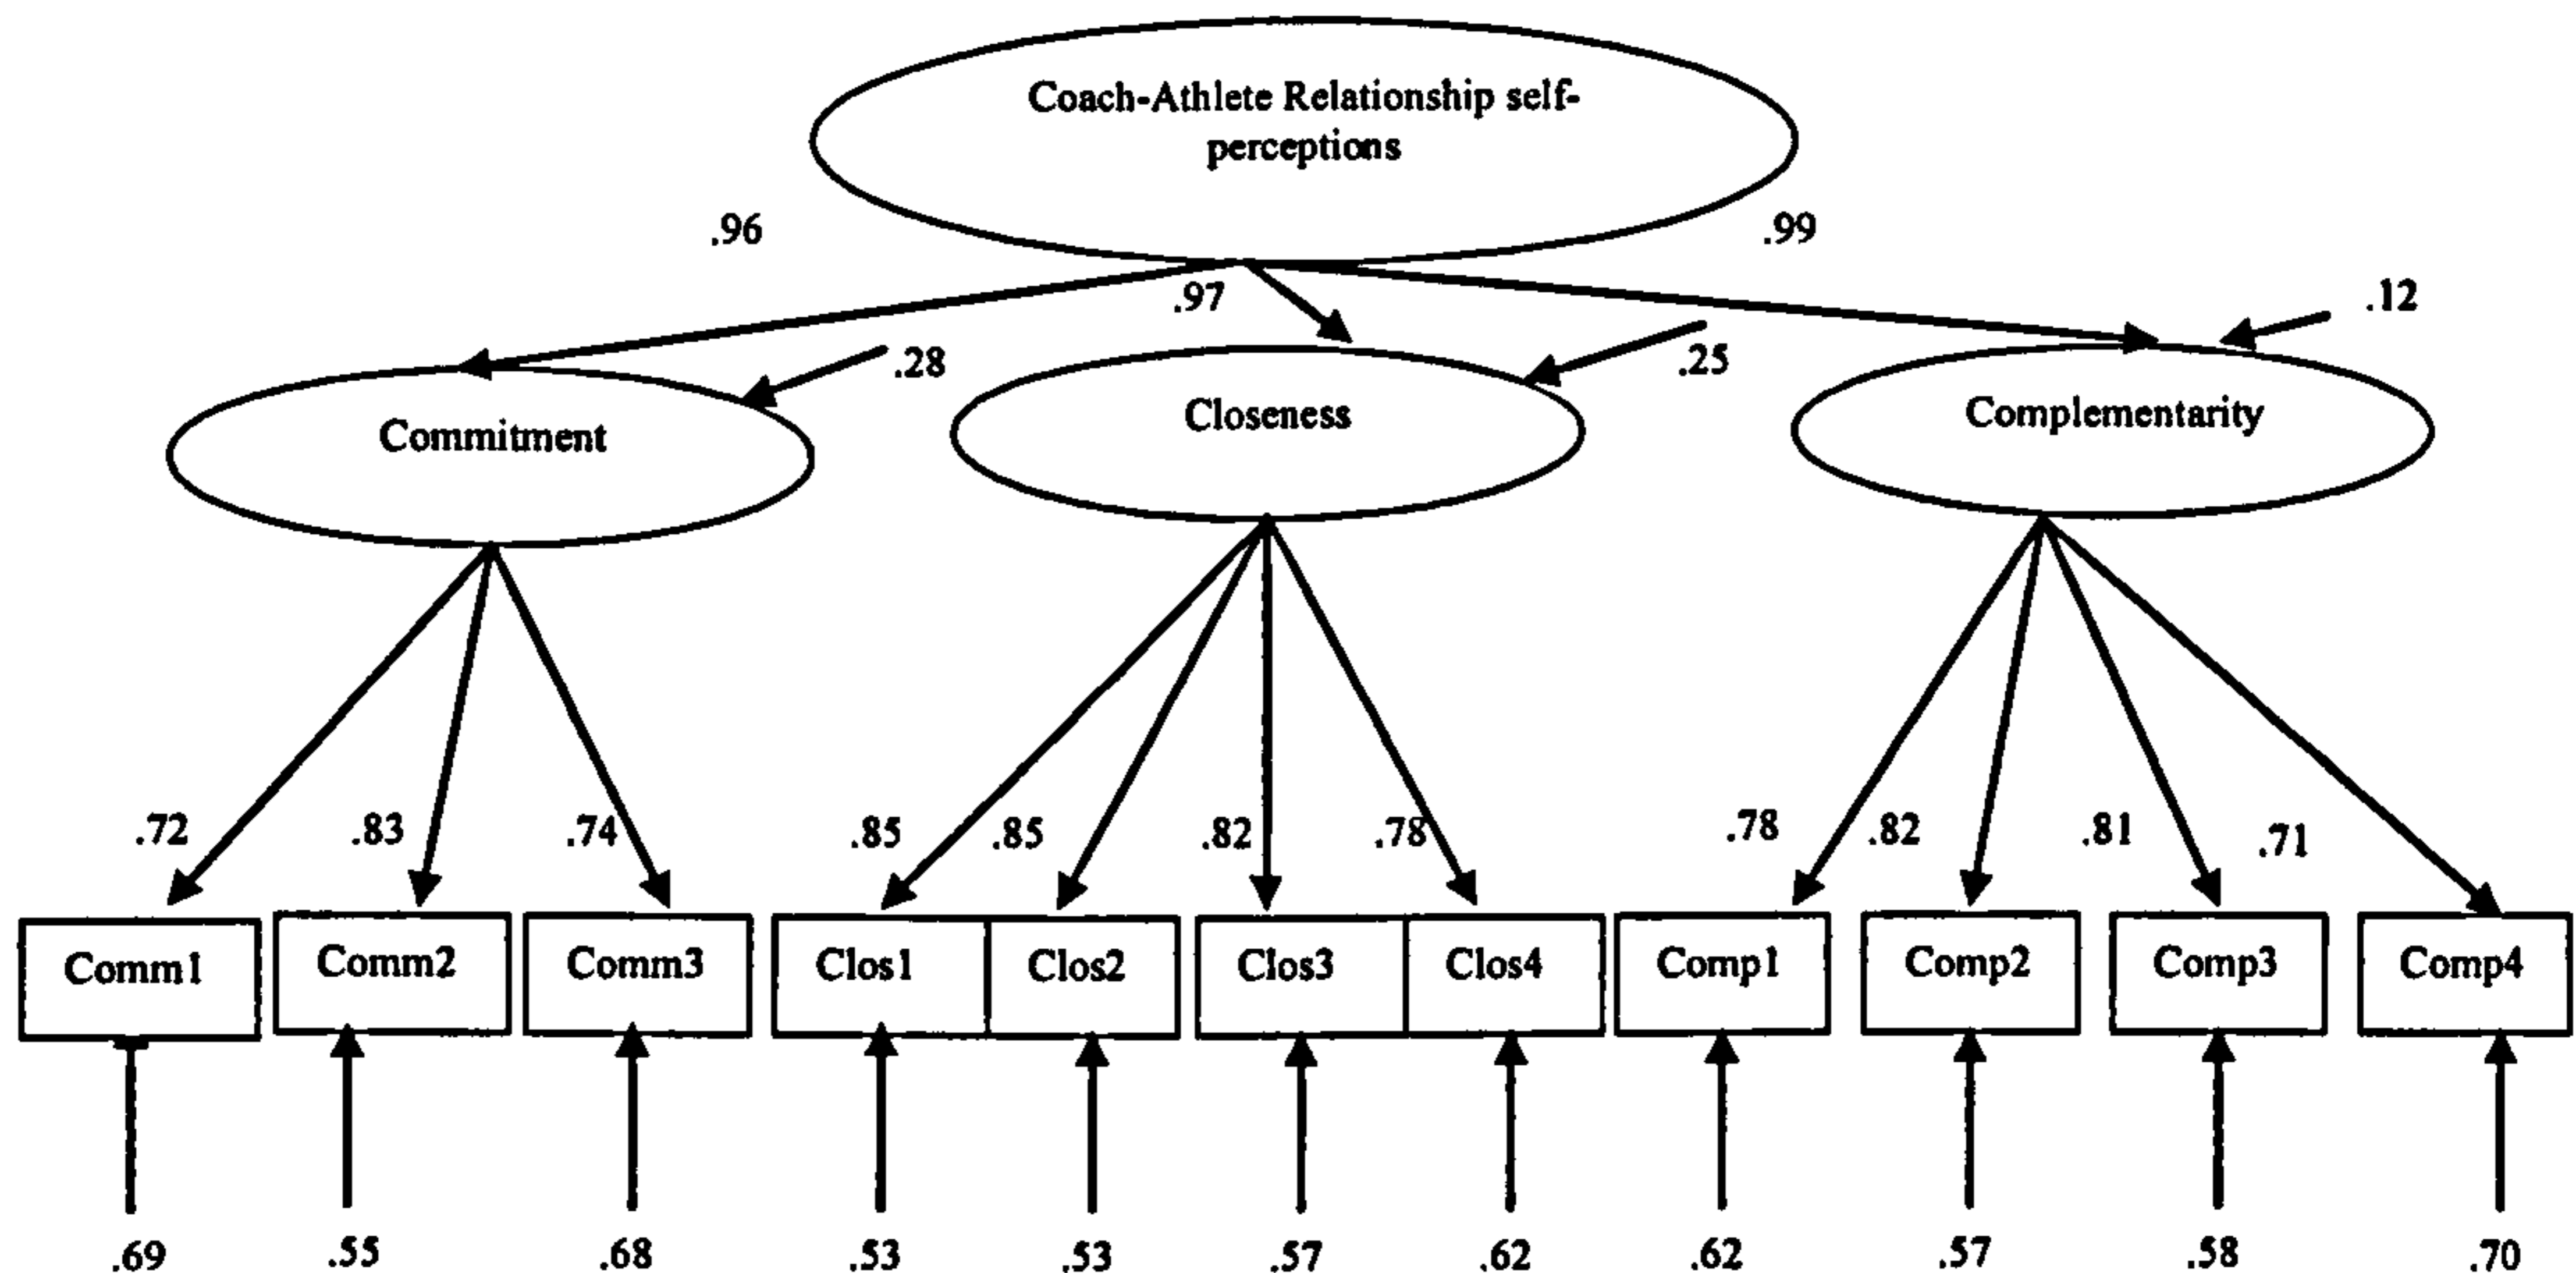 Coach-Athlete Relationship self-
perceptions
.96
.99
.97
.12
.28
.25
Commitment
Closeness
Complementarity
.72
.83
.74
.85
.85
.82
.78
.78
.82
.81
.71
Comm1
Comm2
Comm3
Clos1
Clos2
Clos3
Clos4
Comp1
Comp2
Comp3
Comp4
.69
.55
.68
.53
.53
.57
.62
.62
.57
.58
.70